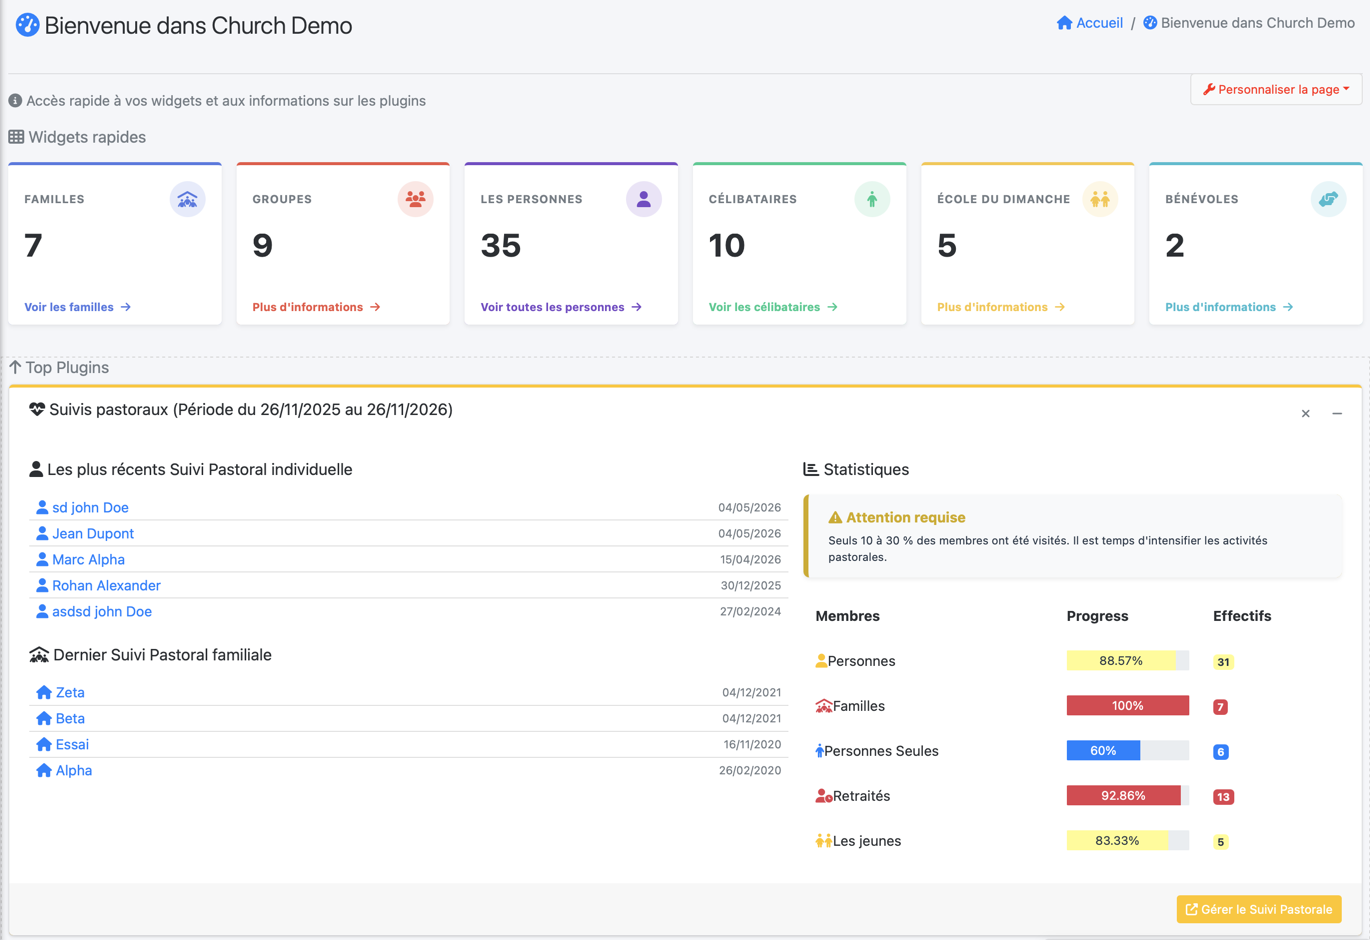 Bienvenue dans Church Demo
Accueil / Bienvenue dans Church Demo
Accès rapide à vos widgets et aux informations sur les plugins
Personnaliser la page
Widgets rapides
FAMILLES
7
Voir les familles →
GROUPES
9
Plus d'informations →
LES PERSONNES
35
Voir toutes les personnes →
CÉLIBATAIRES
10
Voir les célibataires →
ÉCOLE DU DIMANCHE
5
Plus d'informations →
BÉNÉVOLES
2
Plus d'informations →
Top Plugins
Suivis pastoraux (Période du 26/11/2025 au 26/11/2026)
Les plus récents Suivi Pastoral individuelle
sd john Doe 04/05/2026
Jean Dupont 04/05/2026
Marc Alpha 15/04/2026
Rohan Alexander 30/12/2025
asdsd john Doe 27/02/2024
Dernier Suivi Pastoral familiale
Zeta 04/12/2021
Beta 04/12/2021
Essai 16/11/2020
Alpha 26/02/2020
Statistiques
Attention requise
Seuls 10 à 30 % des membres ont été visités. Il est temps d'intensifier les activités
pastorales.
Membres Progress Effectifs
Personnes 88.57% 31
Familles 100% 7
Personnes Seules 60% 6
Retraités 92.86% 13
Les jeunes 83.33% 5
Gérer le Suivi Pastorale